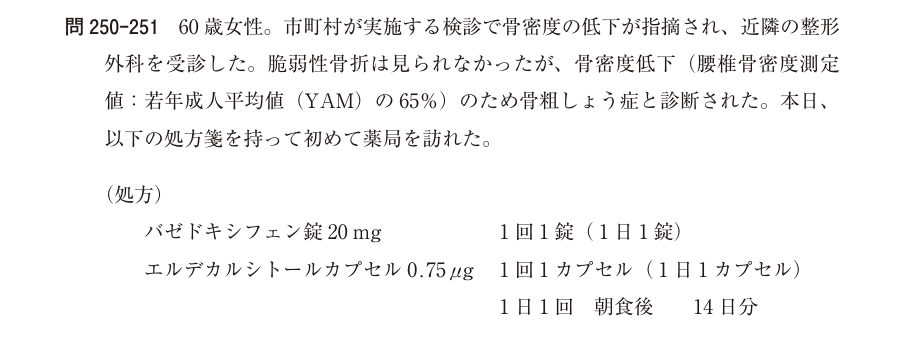 問 250-251　60 歳女性。市町村が実施する検診で骨密度の低下が指摘され、近隣の整形
外科を受診した。脆弱性骨折は見られなかったが、骨密度低下（腰椎骨密度測定
値：若年成人平均値（YAM）の 65%）のため骨粗しょう症と診断された。本日、
以下の処方箋を持って初めて薬局を訪れた。
（処方）
バゼドキシフェン錠 20 mg　1 回 1 錠（1 日 1 錠）
エルデカルシトールカプセル 0.75 μg　1 回 1 カプセル（1 日 1 カプセル）
1 日 1 回　朝食後　14 日分